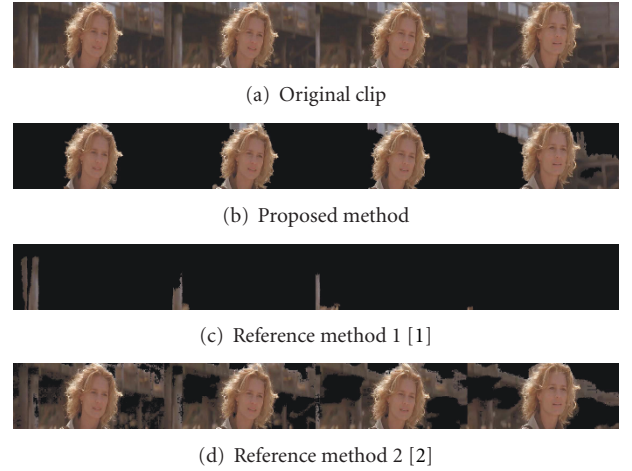 (a) Original clip
(b) Proposed method
(c) Reference method 1 [1]
(d) Reference method 2 [2]